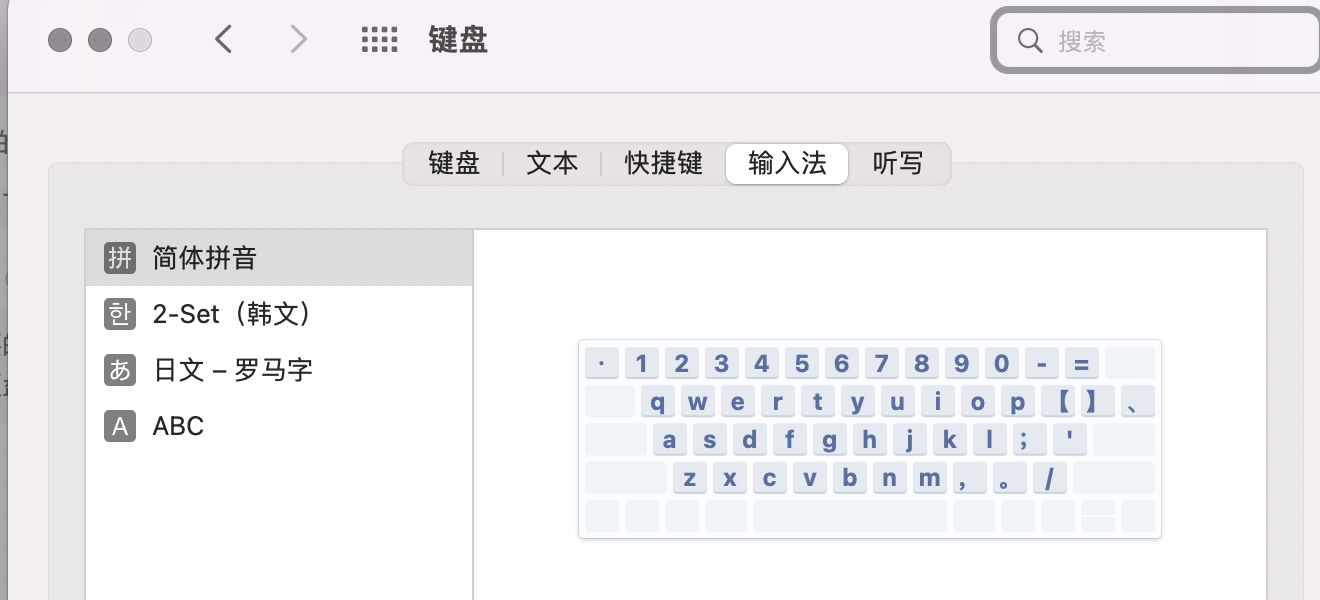 键盘
搜索
键盘 文本 快捷键 输入法 听写
拼 简体拼音
한 2-Set（韩文）
あ 日文 – 罗马字
A ABC
· 1 2 3 4 5 6 7 8 9 0 - =
q w e r t y u i o p 【 】 、
a s d f g h j k l ； '
z x c v b n m ， 。 /